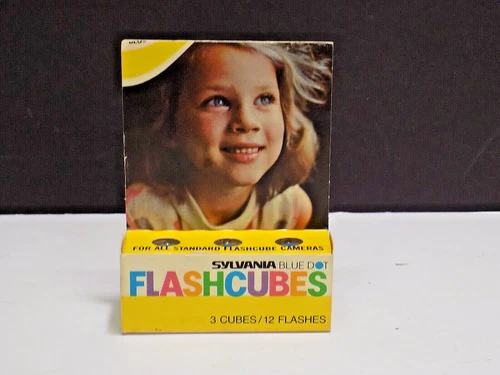 FOR ALL STANDARD FLASHCUBE CAMERAS
SYLVANIA BLUE DOT
FLASHCUBES
3 CUBES/12 FLASHES